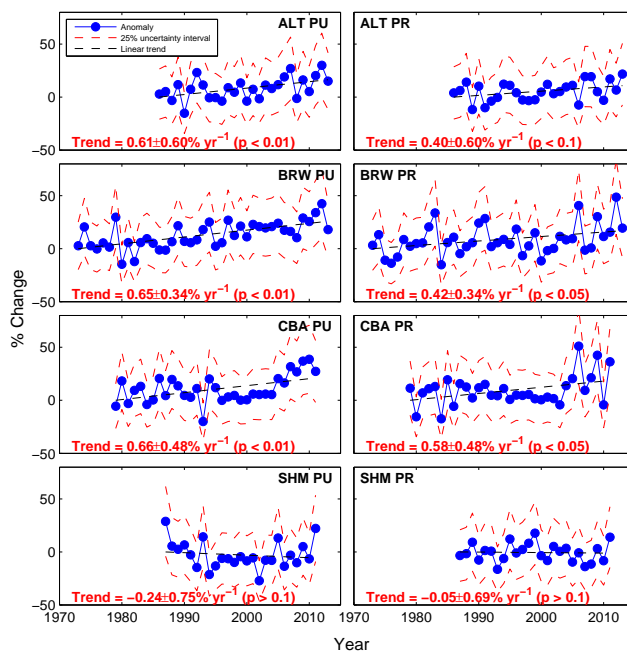 ALT PU
ALT PR
Anomaly
25% uncertainty interval
Linear trend
50
0
−50
Trend = 0.61±0.60% yr⁻¹ (p < 0.01)
Trend = 0.40±0.60% yr⁻¹ (p < 0.1)
BRW PU
BRW PR
50
0
−50
Trend = 0.65±0.34% yr⁻¹ (p < 0.01)
Trend = 0.42±0.34% yr⁻¹ (p < 0.05)
% Change
CBA PU
CBA PR
50
0
−50
Trend = 0.66±0.48% yr⁻¹ (p < 0.01)
Trend = 0.58±0.48% yr⁻¹ (p < 0.05)
SHM PU
SHM PR
50
0
−50
Trend = −0.24±0.75% yr⁻¹ (p > 0.1)
Trend = −0.05±0.69% yr⁻¹ (p > 0.1)
1970 1980 1990 2000 2010 1970 1980 1990 2000 2010
Year